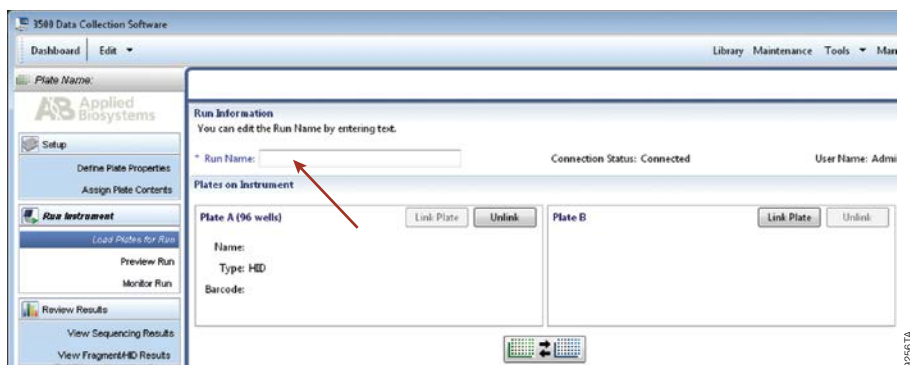 3500 Data Collection Software
Dashboard Edit
Library Maintenance Tools Man
Plate Name:
AB Applied Biosystems
Setup
Define Plate Properties
Assign Plate Contents
Run Instrument
Load Plates for Run
Preview Run
Monitor Run
Review Results
View Sequencing Results
View Fragment/HID Results
Run Information
You can edit the Run Name by entering text.
* Run Name:
Connection Status: Connected
User Name: Admi
Plates on Instrument
Plate A (96 wells)
Link Plate
Unlink
Name:
Type: HID
Barcode:
Plate B
Link Plate
Unlink